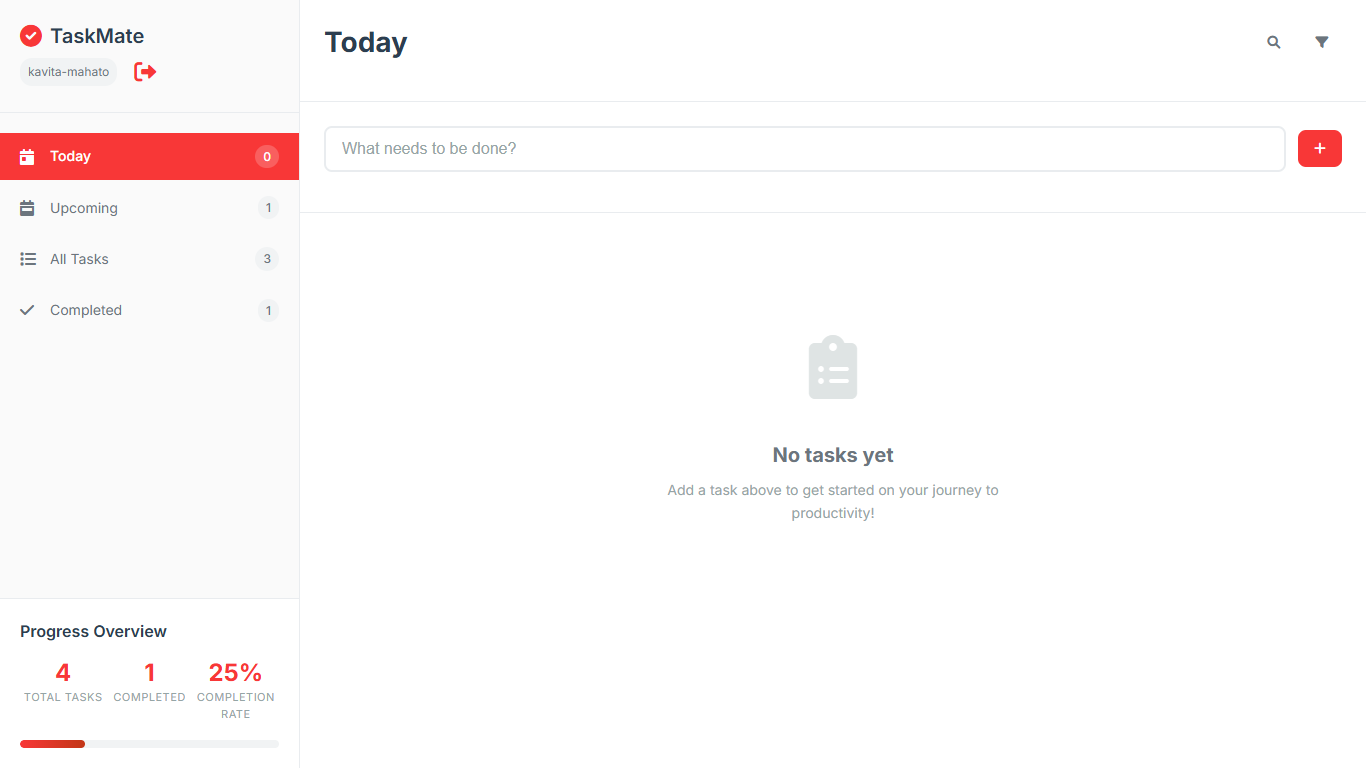 TaskMate
kavita-mahato
Today 0
Upcoming 1
All Tasks 3
Completed 1
Progress Overview
4 1 25%
TOTAL TASKS COMPLETED COMPLETION
RATE
Today
What needs to be done?
+
No tasks yet
Add a task above to get started on your journey to
productivity!